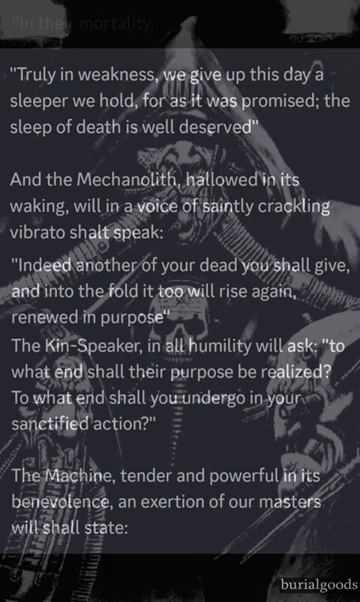 "In their mortality,
"Truly in weakness, we give up this day a
sleeper we hold, for as it was promised; the
sleep of death is well deserved"
And the Mechanolith, hallowed in its
waking, will in a voice of saintly crackling
vibrato shalt speak:
"Indeed another of your dead you shall give,
and into the fold it too will rise again,
renewed in purpose"
The Kin-Speaker, in all humility will ask; "to
what end shall their purpose be realized?
To what end shall you undergo in your
sanctified action?"
The Machine, tender and powerful in its
benevolence, an exertion of our masters
will shall state:
burialgoods